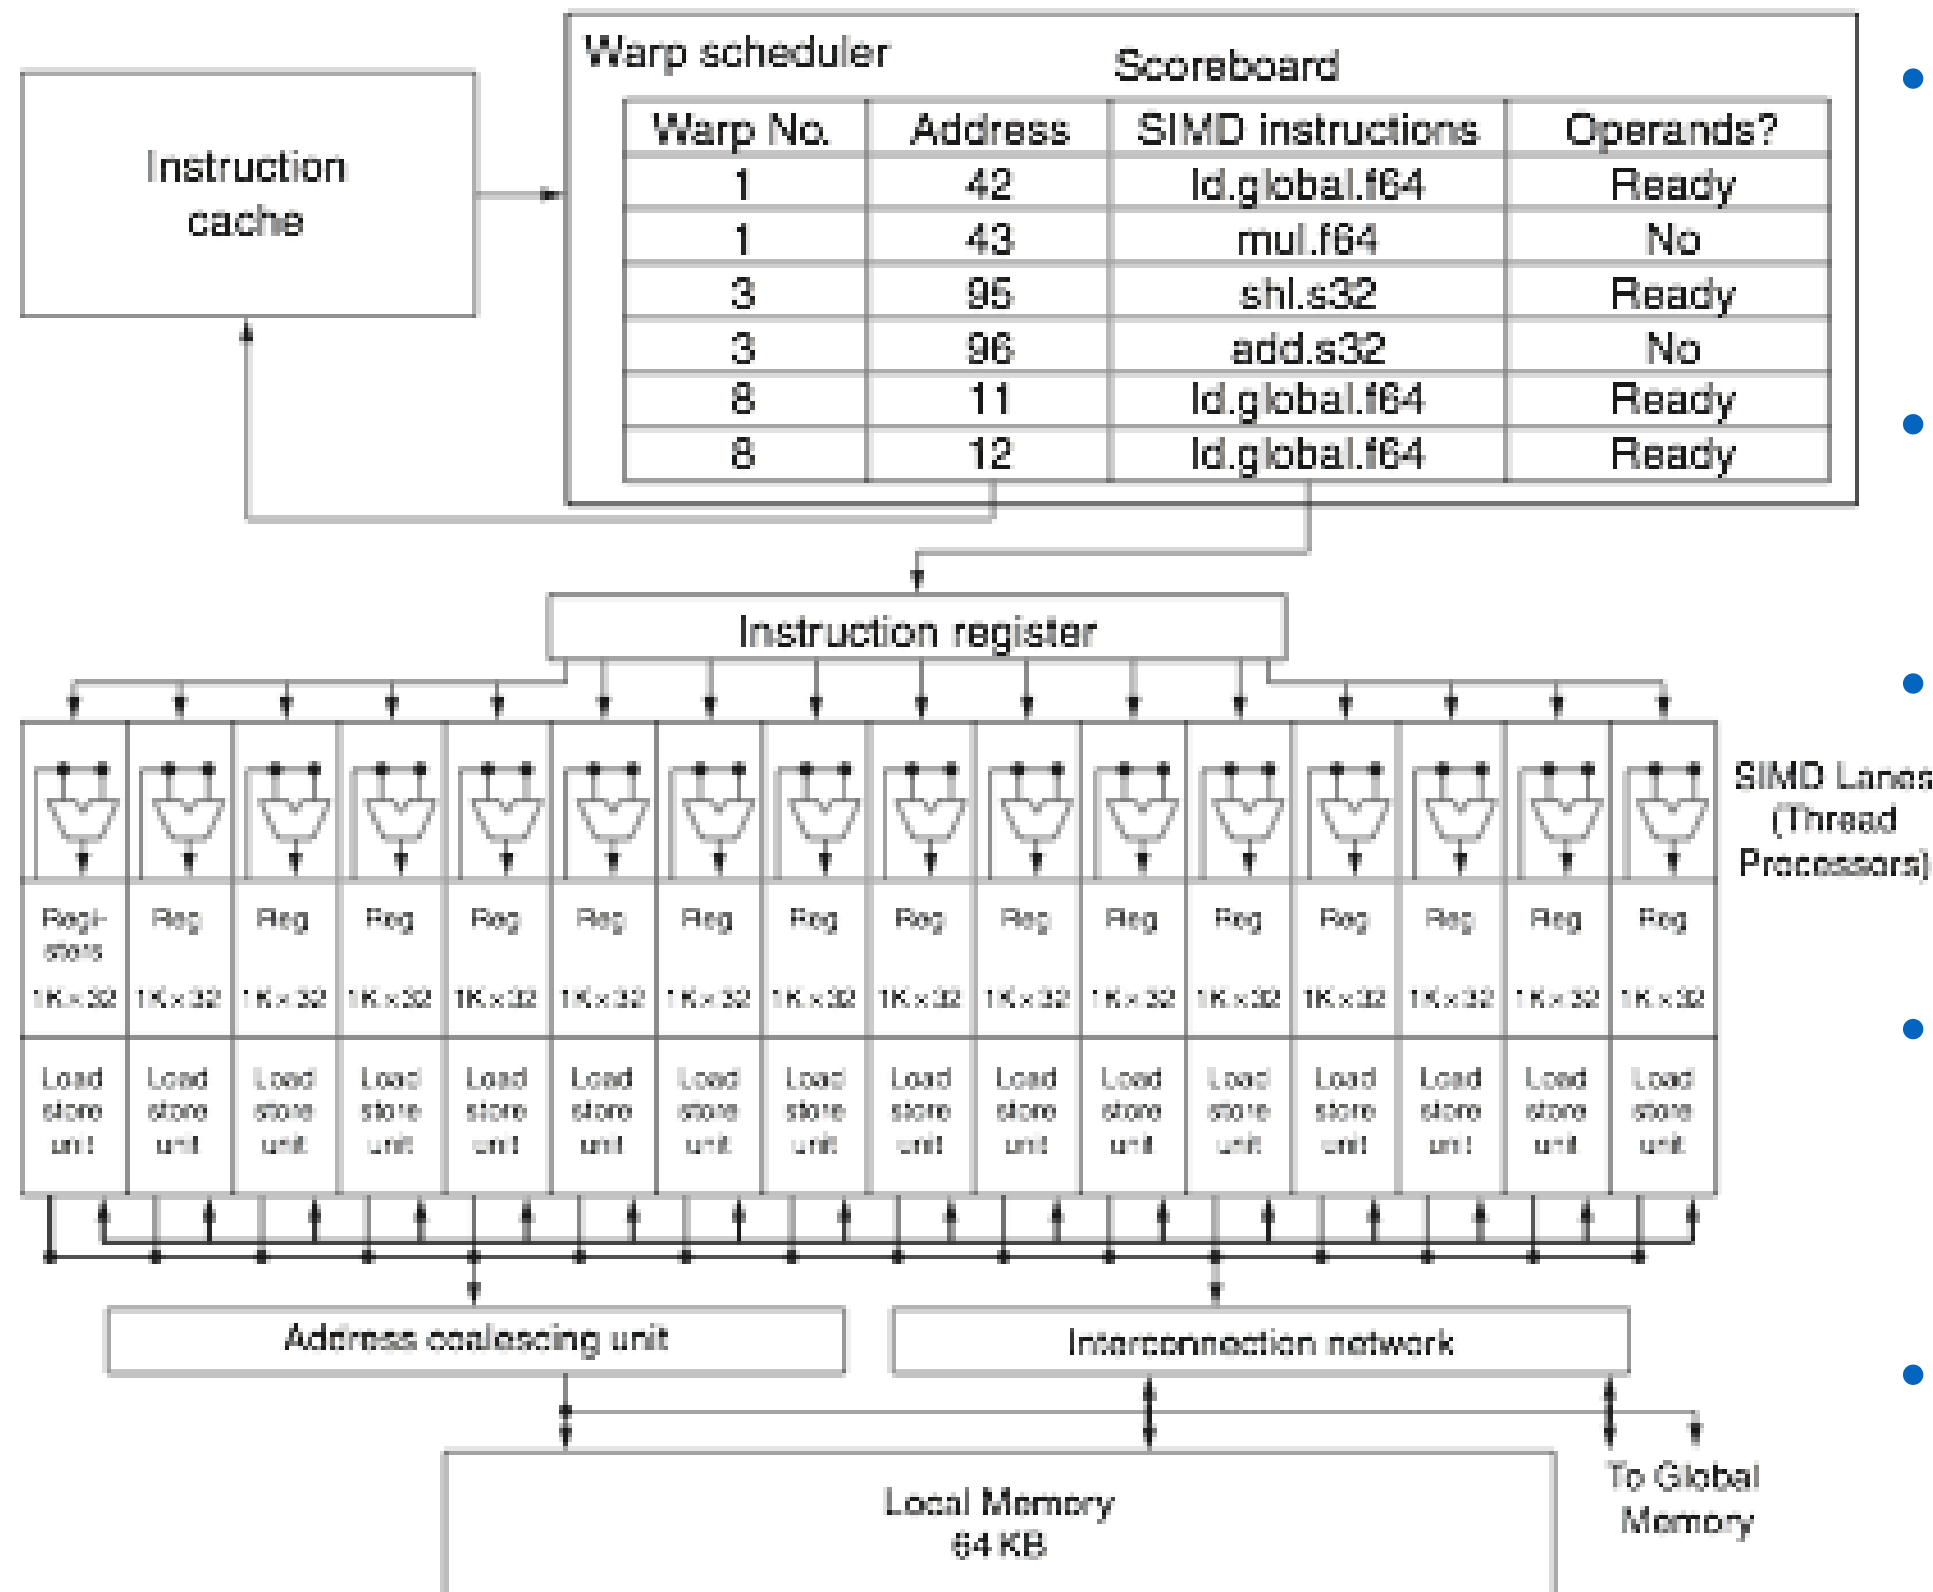 Warp scheduler
Scoreboard
Instruction
cache
Warp No. Address SIMD instructions Operands?
1 42 ld.global.f64 Ready
1 43 mul.f64 No
3 95 shl.s32 Ready
3 96 add.s32 No
8 11 ld.global.f64 Ready
8 12 ld.global.f64 Ready
Instruction register
SIMD Lanes
(Thread
Processors)
Regi- Reg Reg Reg Reg Reg Reg Reg Reg Reg Reg Reg Reg Reg Reg Reg
sters
1K × 32 1K × 32 1K × 32 1K × 32 1K × 32 1K × 32 1K × 32 1K × 32 1K × 32 1K × 32 1K × 32 1K × 32 1K × 32 1K × 32 1K × 32 1K × 32
Load Load Load Load Load Load Load Load Load Load Load Load Load Load Load Load
store store store store store store store store store store store store store store store store
unit unit unit unit unit unit unit unit unit unit unit unit unit unit unit unit
Address coalescing unit
Interconnection network
Local Memory
64 KB
To Global
Memory